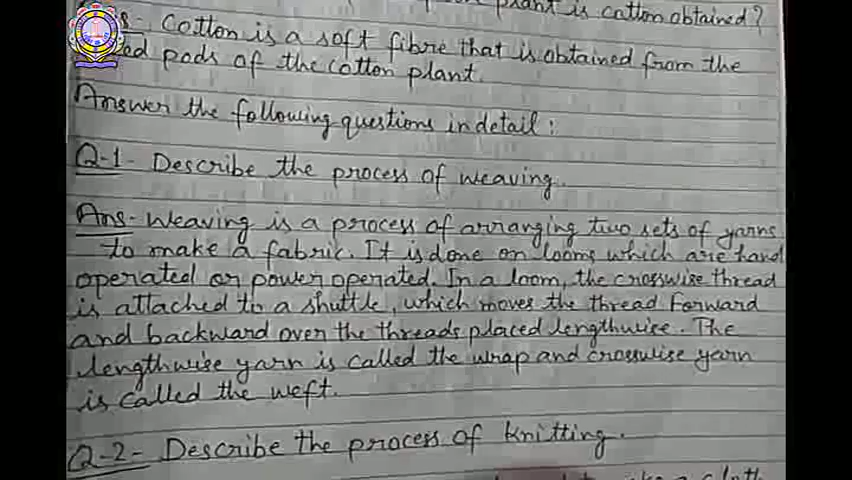 plant is catton obtained?
Cotton is a soft fibre that is obtained from the
pods of the cotton plant.
Answer the following questions in detail:
Q-1- Describe the process of weaving.
Ans- Weaving is a process of arranging two sets of yarns
to make a fabric. It is done on looms which are hand
operated or power operated. In a loom, the crosswise thread
is attached to a shuttle, which moves the thread forward
and backward over the threads placed lengthwise. The
lengthwise yarn is called the wrap and crosswise yarn
is called the weft.
Q-2- Describe the process of knitting.